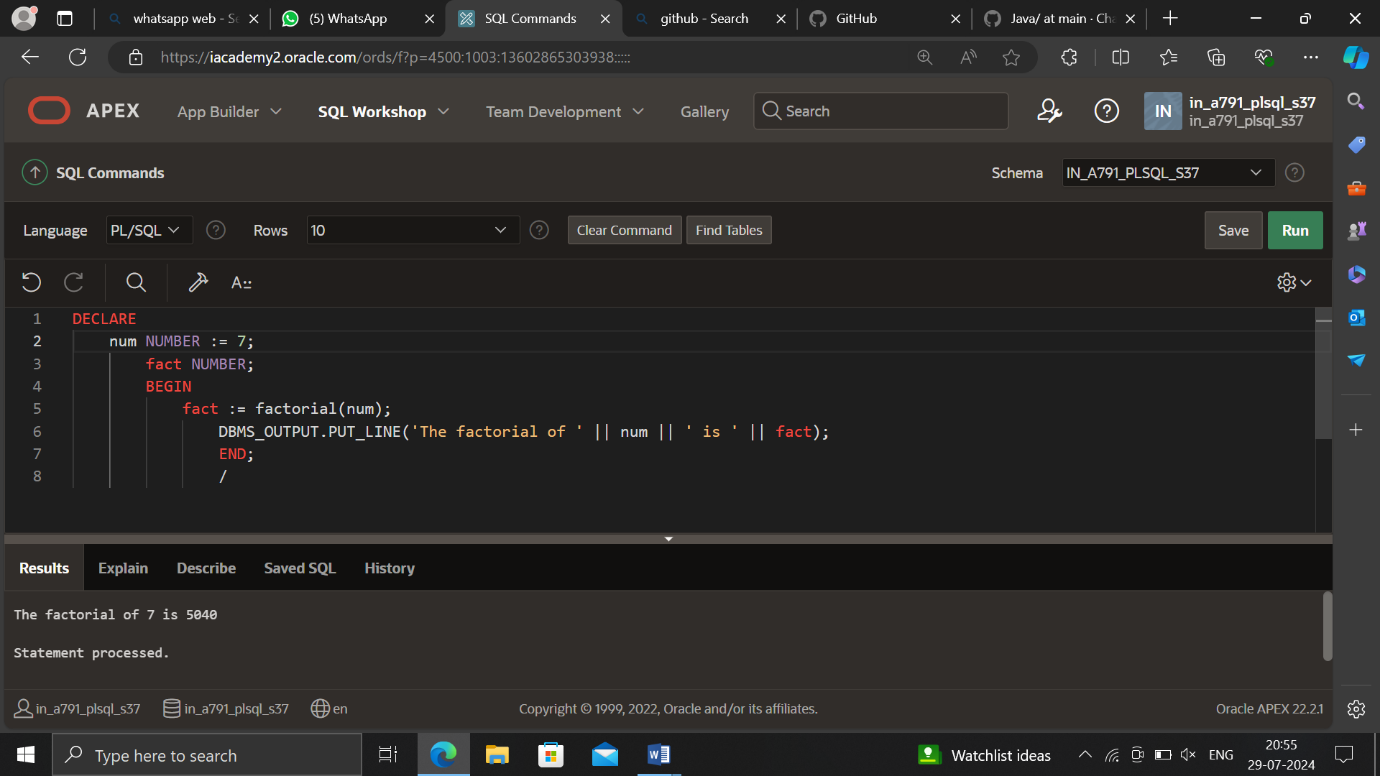 whatsapp web - Se
(5) WhatsApp
SQL Commands
github - Search
GitHub
Java/ at main · Cha
https://iacademy2.oracle.com/ords/f?p=4500:1003:13602865303938:::::
APEX
App Builder
SQL Workshop
Team Development
Gallery
Search
IN
in_a791_plsql_s37
in_a791_plsql_s37
SQL Commands
Schema
IN_A791_PLSQL_S37
Language
PL/SQL
Rows
10
Clear Command
Find Tables
Save
Run
A::
1 DECLARE
2 num NUMBER := 7;
3 fact NUMBER;
4 BEGIN
5 fact := factorial(num);
6 DBMS_OUTPUT.PUT_LINE('The factorial of ' || num || ' is ' || fact);
7 END;
8 /
Results
Explain
Describe
Saved SQL
History
The factorial of 7 is 5040
Statement processed.
in_a791_plsql_s37
in_a791_plsql_s37
en
Copyright © 1999, 2022, Oracle and/or its affiliates.
Oracle APEX 22.2.1
Type here to search
Watchlist ideas
ENG
20:55
29-07-2024